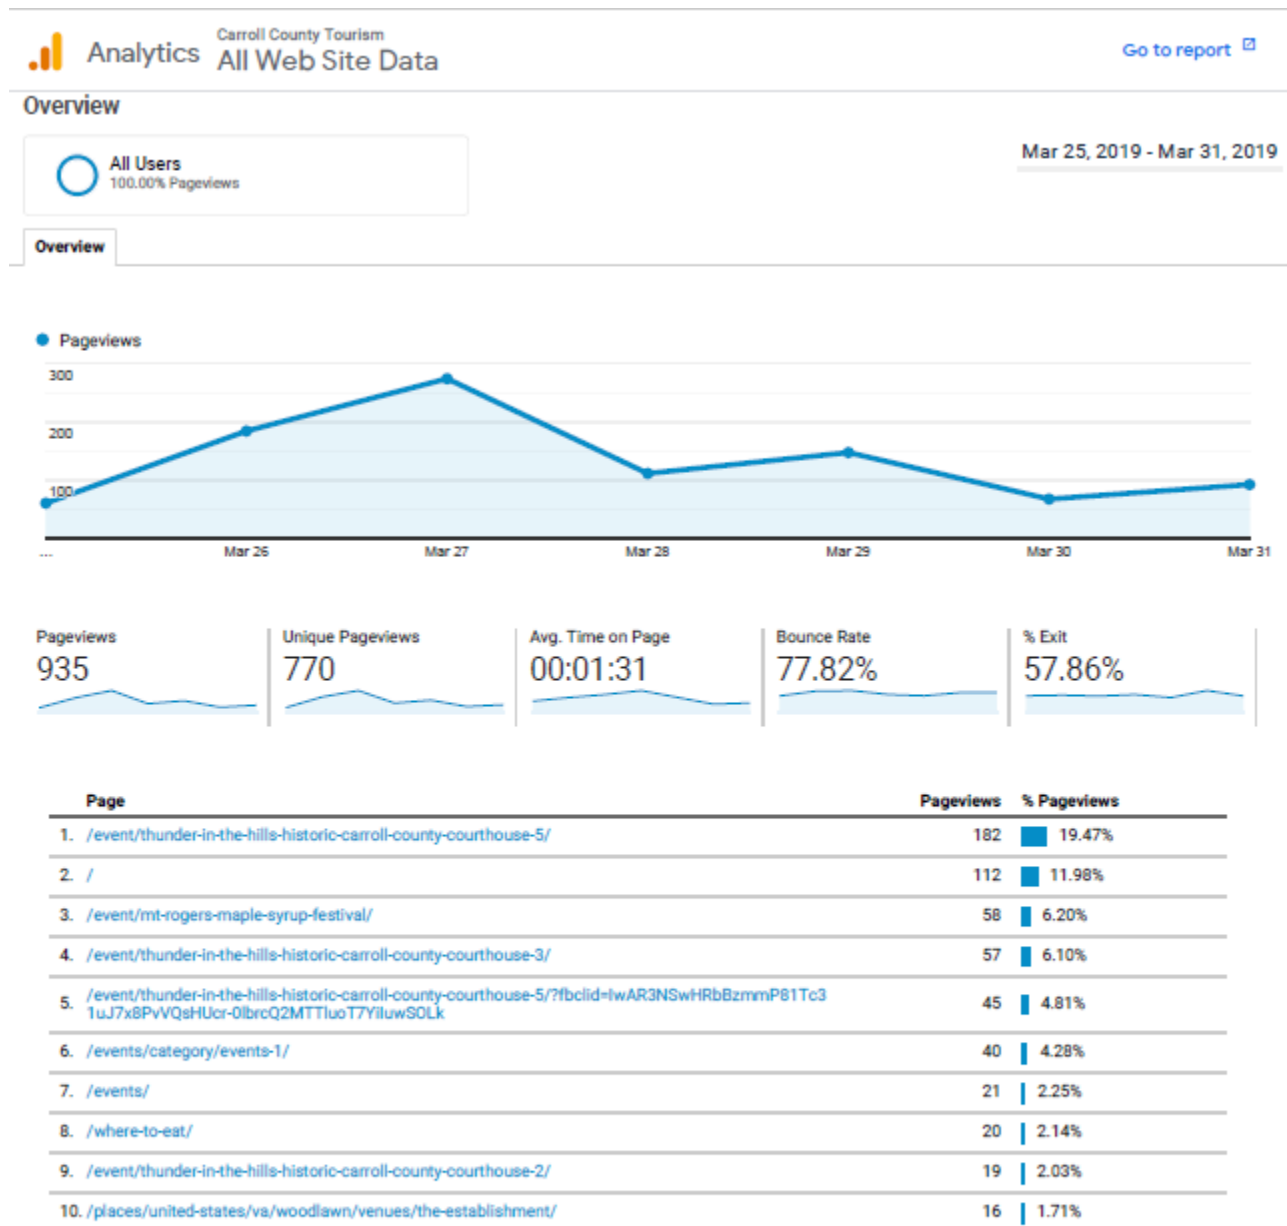 Analytics
Carroll County Tourism
All Web Site Data
Go to report
Overview
All Users
100.00% Pageviews
Mar 25, 2019 - Mar 31, 2019
Overview
Pageviews
300
200
100
...
Mar 26
Mar 27
Mar 28
Mar 29
Mar 30
Mar 31
Pageviews
935
Unique Pageviews
770
Avg. Time on Page
00:01:31
Bounce Rate
77.82%
% Exit
57.86%
Page Pageviews % Pageviews
1. /event/thunder-in-the-hills-historic-carroll-county-courthouse-5/ 182 19.47%
2. / 112 11.98%
3. /event/mt-rogers-maple-syrup-festival/ 58 6.20%
4. /event/thunder-in-the-hills-historic-carroll-county-courthouse-3/ 57 6.10%
5. /event/thunder-in-the-hills-historic-carroll-county-courthouse-5/?fbclid=IwAR3NSwHRbBzmmP81Tc3
1uJ7x8PvVQsHUcr-0lbrcQ2MTTluoT7YiluwSOLk 45 4.81%
6. /events/category/events-1/ 40 4.28%
7. /events/ 21 2.25%
8. /where-to-eat/ 20 2.14%
9. /event/thunder-in-the-hills-historic-carroll-county-courthouse-2/ 19 2.03%
10. /places/united-states/va/woodlawn/venues/the-establishment/ 16 1.71%